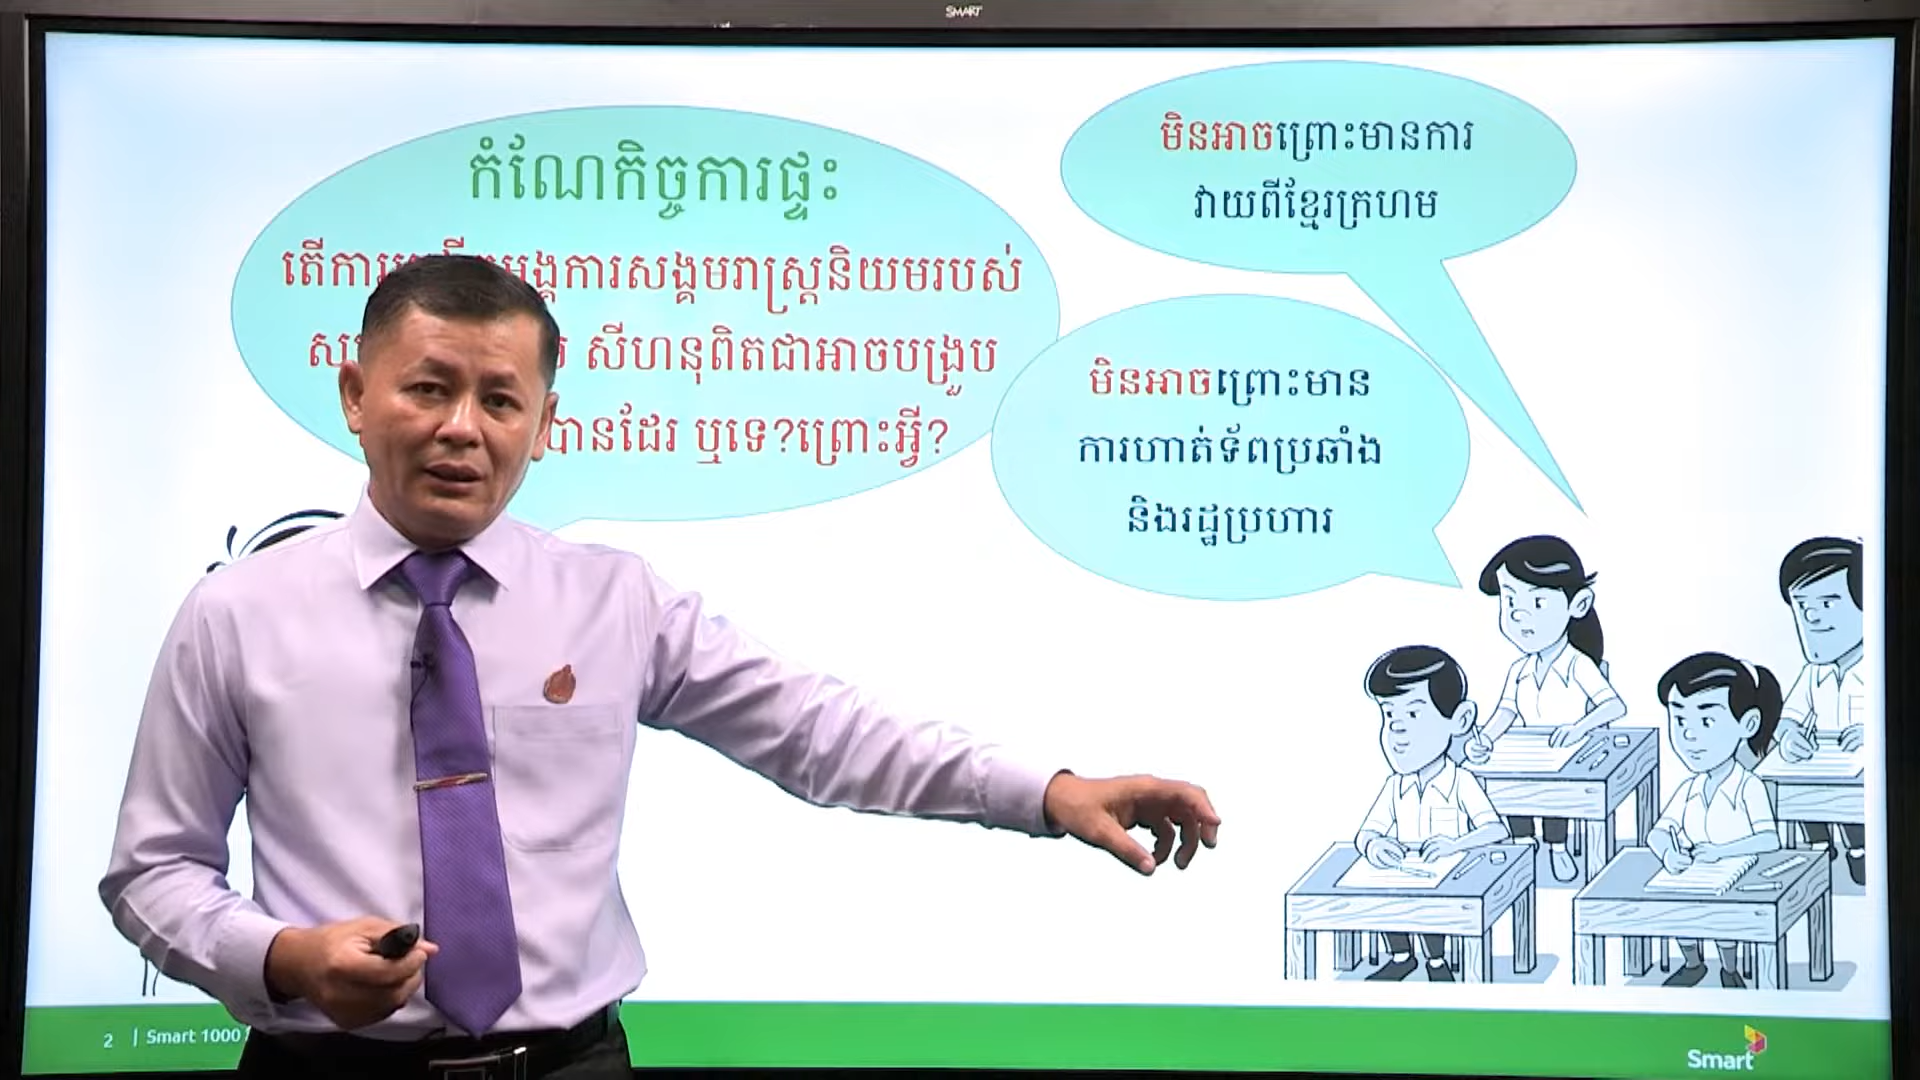 SMART
កំណែកិច្ចការផ្ទះ
តើការ អង្គការសង្គមរាស្ត្រនិយមរបស់
សីហនុពិតជាអាចបង្រួប
បានដែរ ឬទេ?ព្រោះអ្វី?
មិនអាចព្រោះមានការ
វាយពីខ្មែរក្រហម
មិនអាចព្រោះមាន
ការហាត់ទ័ពប្រឆាំង
និងរដ្ឋប្រហារ
2 | Smart 1000
Smart